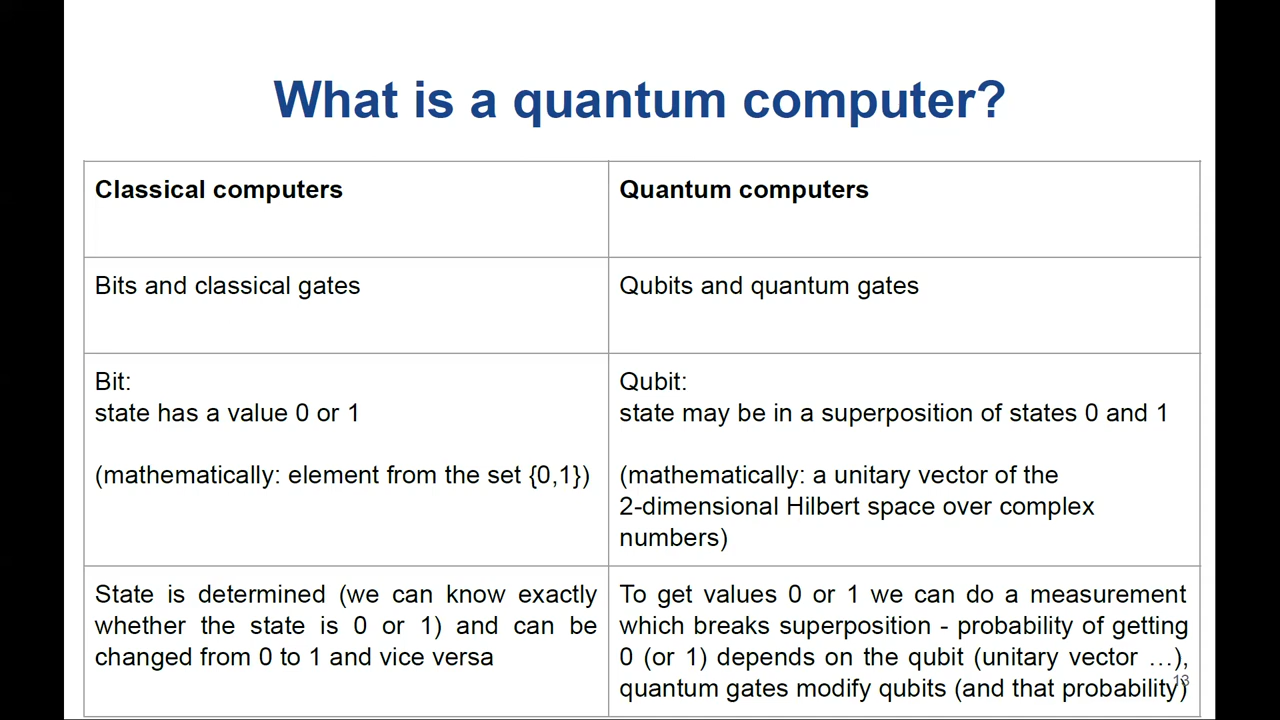 What is a quantum computer?
Classical computers
Quantum computers
Bits and classical gates
Qubits and quantum gates
Bit:
state has a value 0 or 1
(mathematically: element from the set {0,1})
Qubit:
state may be in a superposition of states 0 and 1
(mathematically: a unitary vector of the
2-dimensional Hilbert space over complex
numbers)
State is determined (we can know exactly
whether the state is 0 or 1) and can be
changed from 0 to 1 and vice versa
To get values 0 or 1 we can do a measurement
which breaks superposition - probability of getting
0 (or 1) depends on the qubit (unitary vector …),
quantum gates modify qubits (and that probability)
13